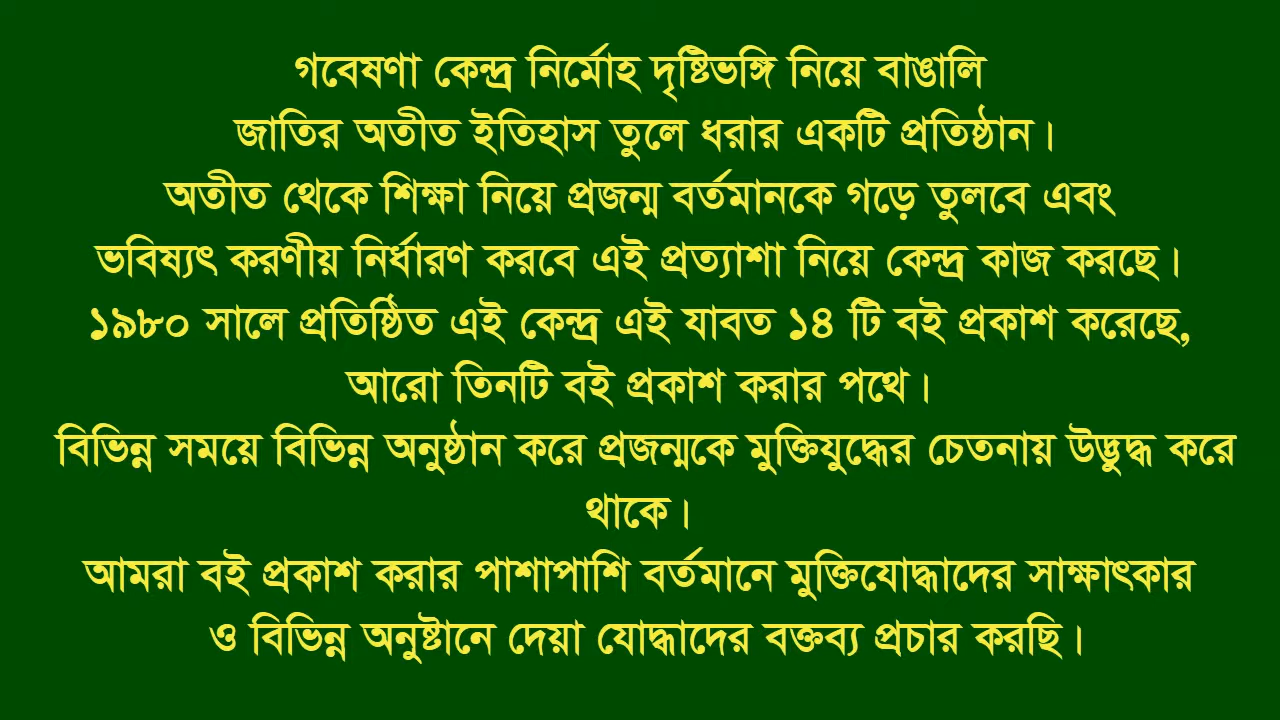 গবেষণা কেন্দ্র নির্মোহ দৃষ্টিভঙ্গি নিয়ে বাঙালি
জাতির অতীত ইতিহাস তুলে ধরার একটি প্রতিষ্ঠান।
অতীত থেকে শিক্ষা নিয়ে প্রজন্ম বর্তমানকে গড়ে তুলবে এবং
ভবিষ্যৎ করণীয় নির্ধারণ করবে এই প্রত্যাশা নিয়ে কেন্দ্র কাজ করছে।
১৯৮০ সালে প্রতিষ্ঠিত এই কেন্দ্র এই যাবত ১৪ টি বই প্রকাশ করেছে,
আরো তিনটি বই প্রকাশ করার পথে।
বিভিন্ন সময়ে বিভিন্ন অনুষ্ঠান করে প্রজন্মকে মুক্তিযুদ্ধের চেতনায় উদ্ভুদ্ধ করে
থাকে।
আমরা বই প্রকাশ করার পাশাপাশি বর্তমানে মুক্তিযোদ্ধাদের সাক্ষাৎকার
ও বিভিন্ন অনুষ্টানে দেয়া যোদ্ধাদের বক্তব্য প্রচার করছি।